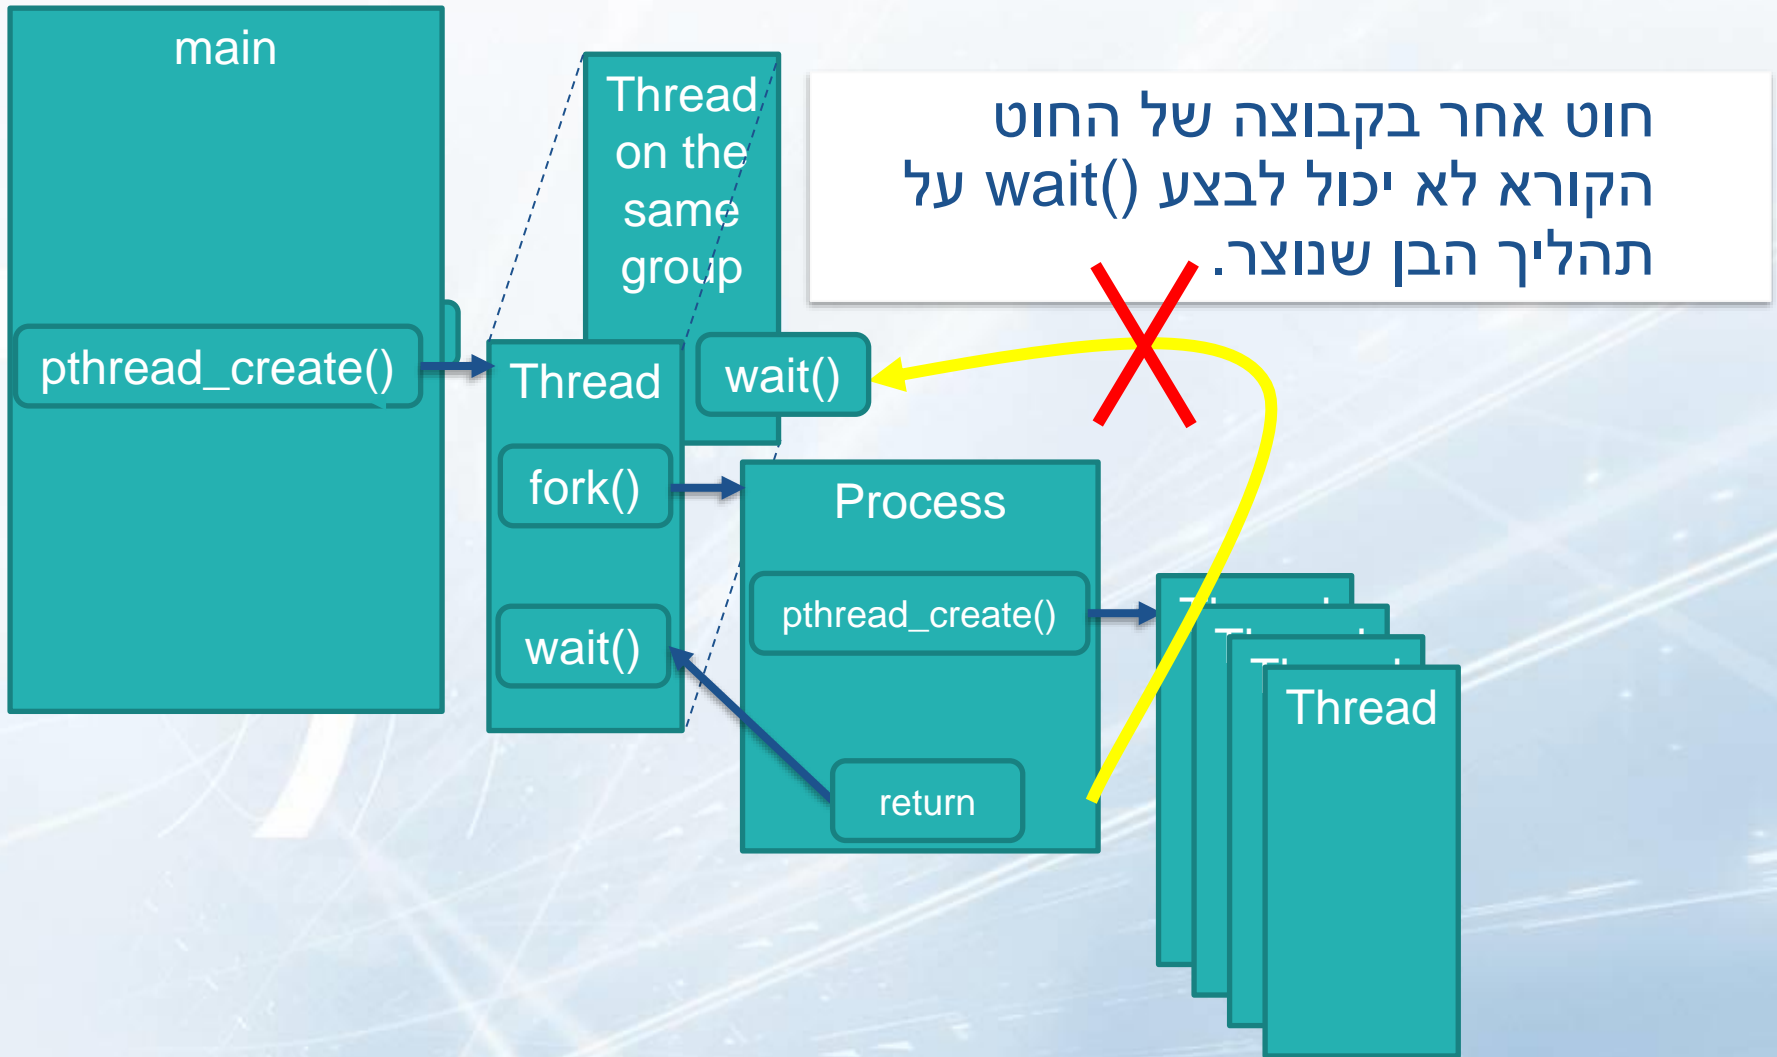 main
Thread
on the
same
group
חוט אחר בקבוצה של החוט
הקורא לא יכול לבצע wait() על
תהליך הבן שנוצר.
pthread_create()
Thread
wait()
fork()
Process
wait()
pthread_create()
Thread
return